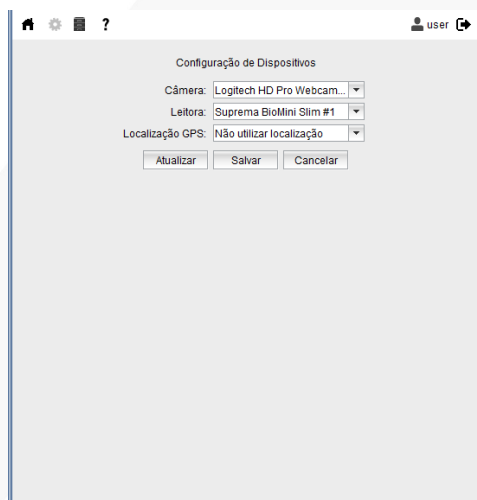 ? user
Configuração de Dispositivos
Câmera: Logitech HD Pro Webcam...
Leitora: Suprema BioMini Slim #1
Localização GPS: Não utilizar localização
Atualizar Salvar Cancelar